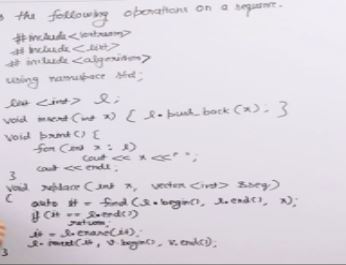 the following operations on a sequence.
#include<iostream>
#include<list>
#include<algorithm>
using namespace std;
list<int> l;
void insert(int x) { l.push_back(x); }
void print() {
for(int x : l)
cout << x << " ";
cout << endl;
}
void replace (int x, vector<int> &seq)
{ auto it = find(l.begin(), l.end(), x);
if (it == l.end())
return;
it = l.erase(it);
l.insert(it, v.begin(), v.end());
}